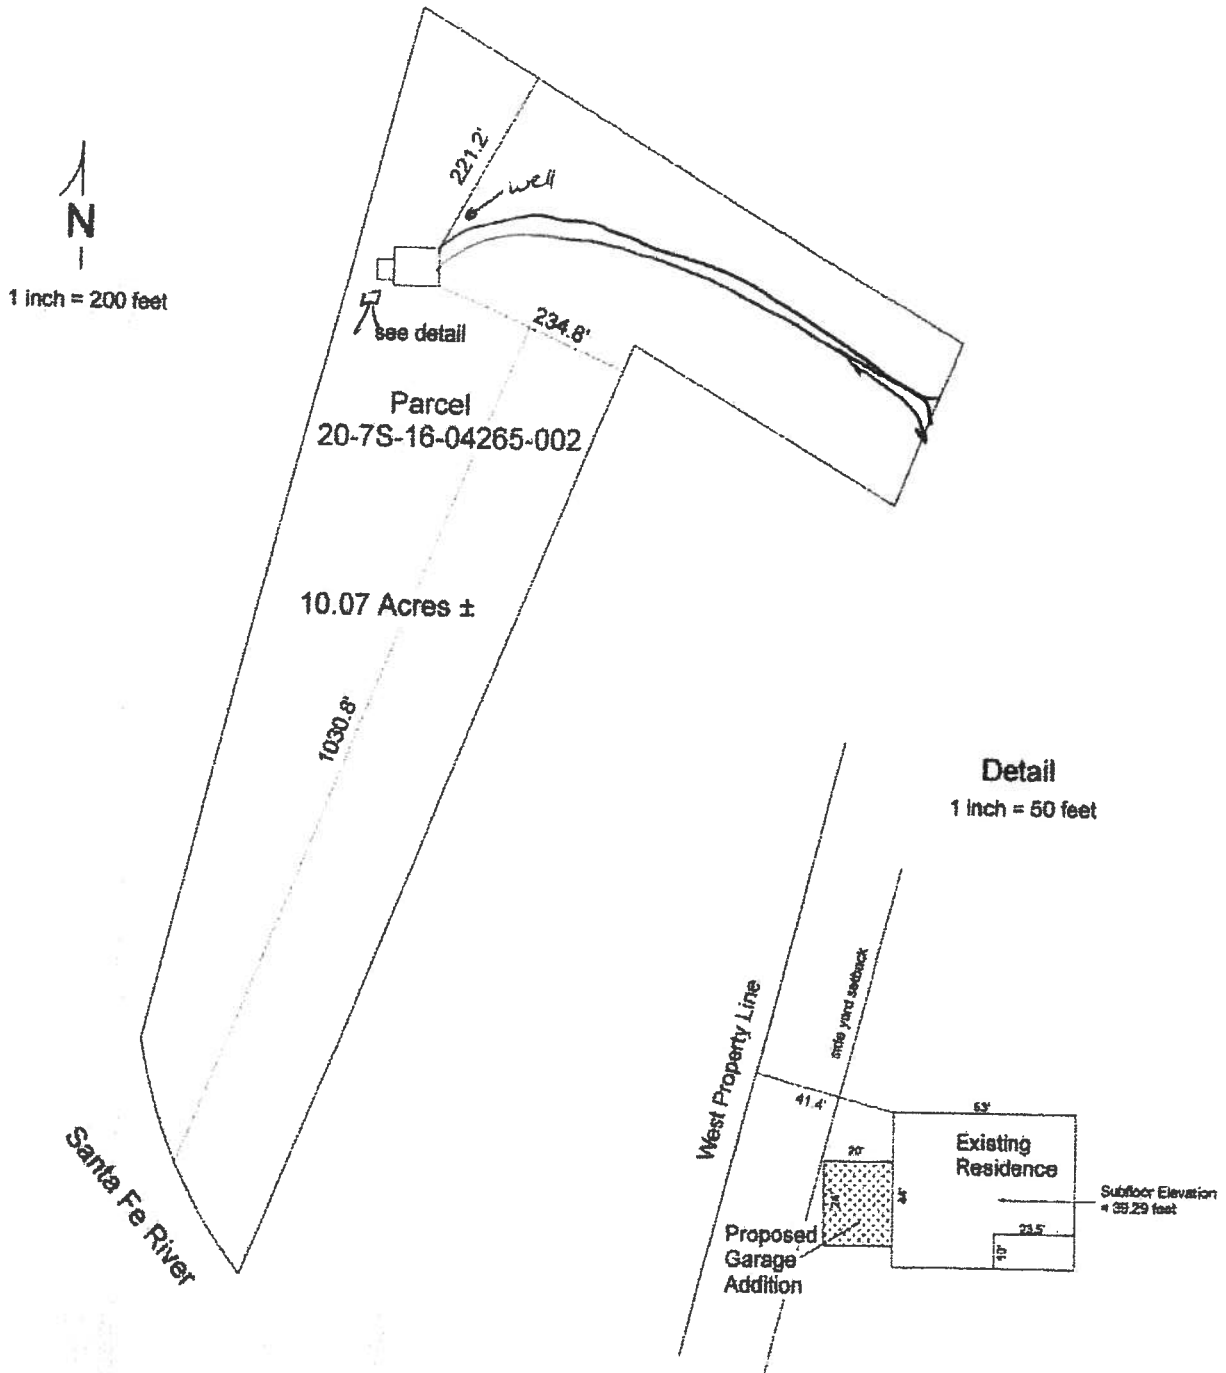 221.2'
well
N
1 inch = 200 feet
234.8'
see detail
Parcel
20-7S-16-04265-002
10.07 Acres ±
1030.8'
Santa Fe River
Detail
1 inch = 50 feet
West Property Line
side yard setback
41.4'
53'
Existing
Residence
20'
24'
44'
Subfloor Elevation
= 39.29 feet
23.5'
10'
Proposed
Garage
Addition